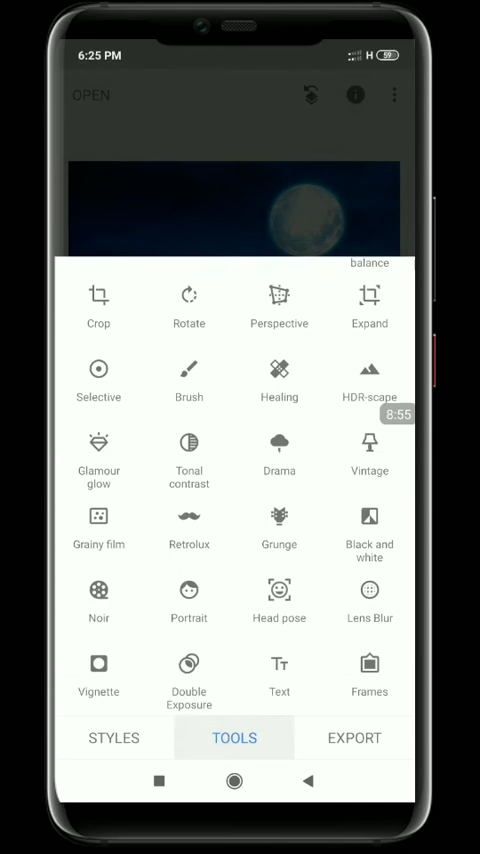 6:25 PM
H 59
OPEN
balance
Crop
Rotate
Perspective
Expand
Selective
Brush
Healing
HDR-scape
8:55
Glamour
glow
Tonal
contrast
Drama
Vintage
Grainy film
Retrolux
Grunge
Black and
white
Noir
Portrait
Head pose
Lens Blur
Vignette
Double
Exposure
Tт
Text
Frames
STYLES
TOOLS
EXPORT